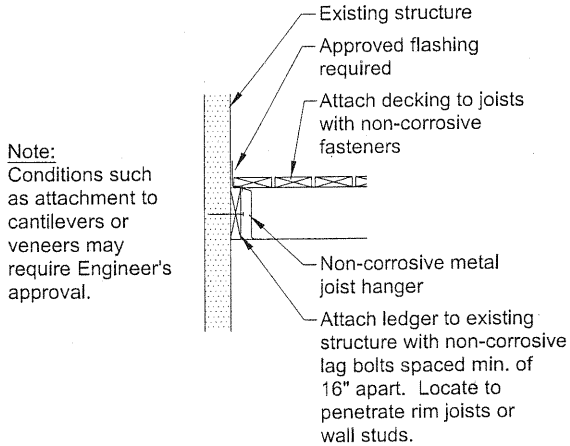 Existing structure
Approved flashing
required
Attach decking to joists
with non-corrosive
fasteners
Note:
Conditions such
as attachment to
cantilevers or
veneers may
require Engineer's
approval.
Non-corrosive metal
joist hanger
Attach ledger to existing
structure with non-corrosive
lag bolts spaced min. of
16" apart.  Locate to
penetrate rim joists or
wall studs.